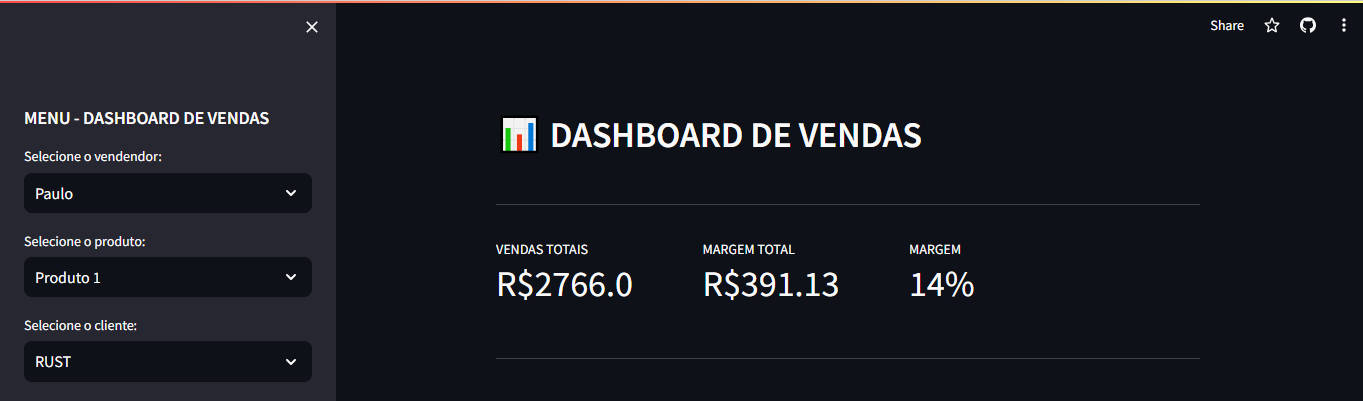 Share
MENU - DASHBOARD DE VENDAS
Selecione o vendendor:
Paulo
Selecione o produto:
Produto 1
Selecione o cliente:
RUST
DASHBOARD DE VENDAS
VENDAS TOTAIS
R$2766.0
MARGEM TOTAL
R$391.13
MARGEM
14%